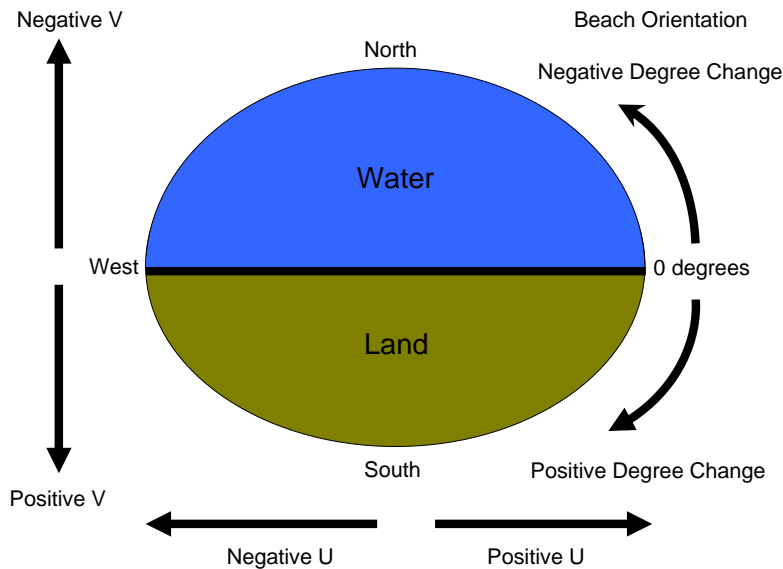 Negative V
Beach Orientation
North
Negative Degree Change
Water
West
0 degrees
Land
South
Positive Degree Change
Positive V
Negative U
Positive U